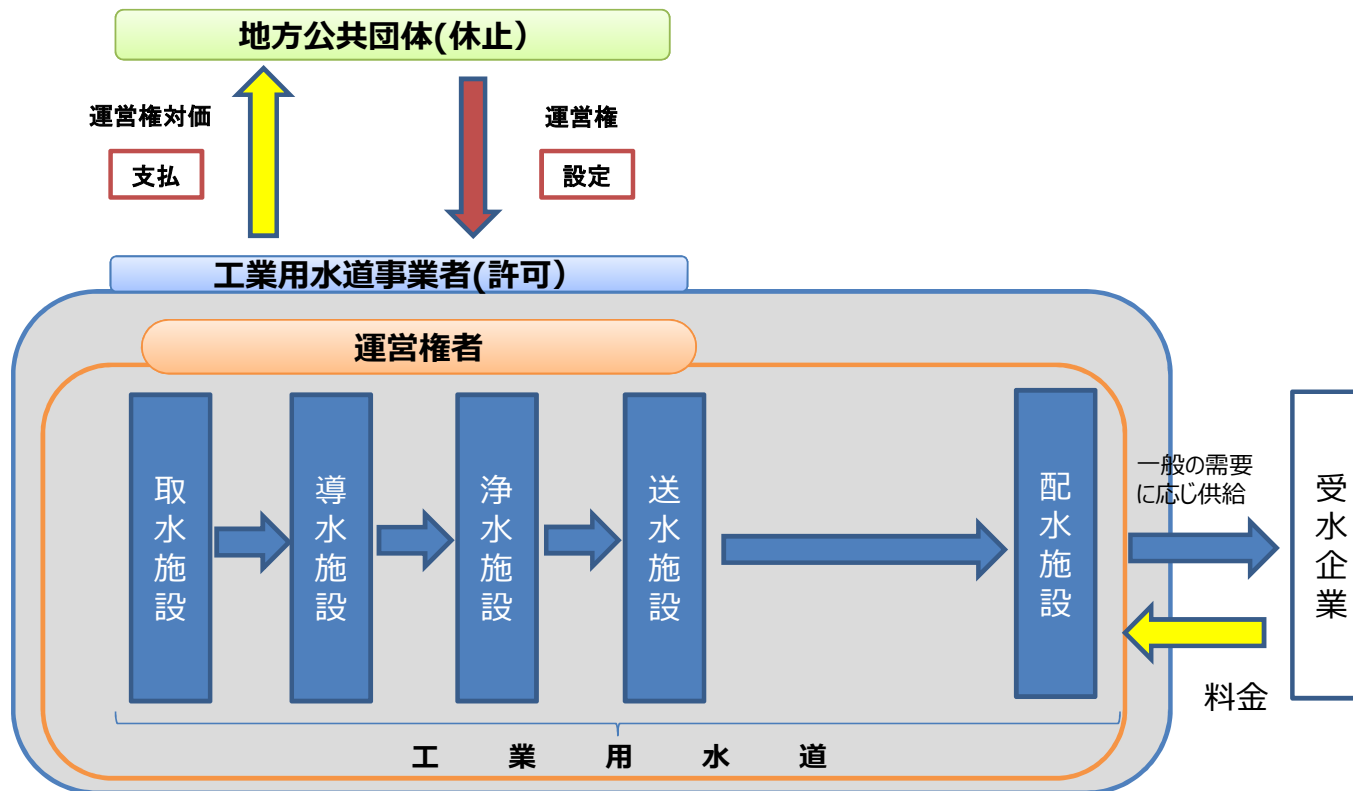 地方公共団体(休止）
運営権対価
支払
運営権
設定
工業用水道事業者(許可）
運営権者
取水施設
導水施設
浄水施設
送水施設
配水施設
一般の需要
に応じ供給
受水企業
料金
工業用水道